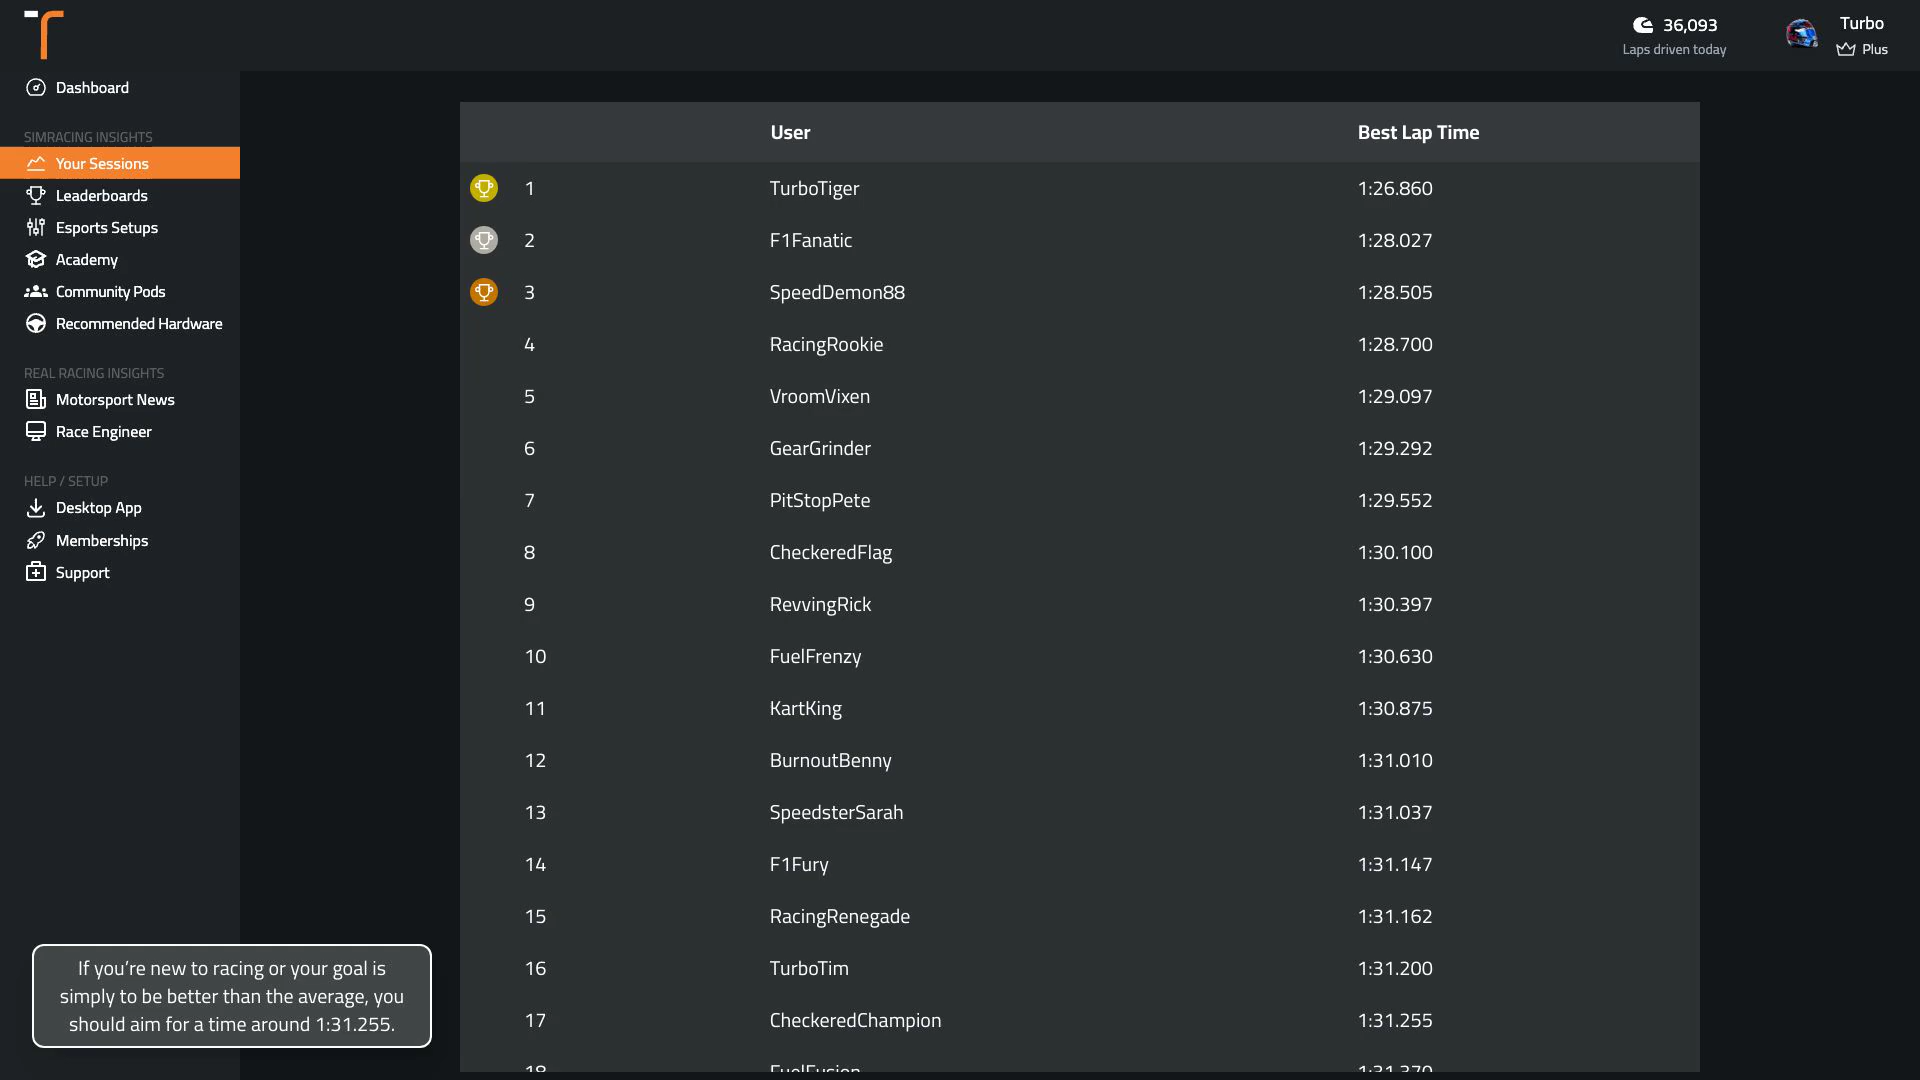 36,093
Laps driven today
Turbo
Plus
Dashboard
SIMRACING INSIGHTS
Your Sessions
Leaderboards
Esports Setups
Academy
Community Pods
Recommended Hardware
REAL RACING INSIGHTS
Motorsport News
Race Engineer
HELP / SETUP
Desktop App
Memberships
Support
If you're new to racing or your goal is
simply to be better than the average, you
should aim for a time around 1:31.255.
User Best Lap Time
1 TurboTiger 1:26.860
2 F1Fanatic 1:28.027
3 SpeedDemon88 1:28.505
4 RacingRookie 1:28.700
5 VroomVixen 1:29.097
6 GearGrinder 1:29.292
7 PitStopPete 1:29.552
8 CheckeredFlag 1:30.100
9 RevvingRick 1:30.397
10 FuelFrenzy 1:30.630
11 KartKing 1:30.875
12 BurnoutBenny 1:31.010
13 SpeedsterSarah 1:31.037
14 F1Fury 1:31.147
15 RacingRenegade 1:31.162
16 TurboTim 1:31.200
17 CheckeredChampion 1:31.255
18 FuelFusion